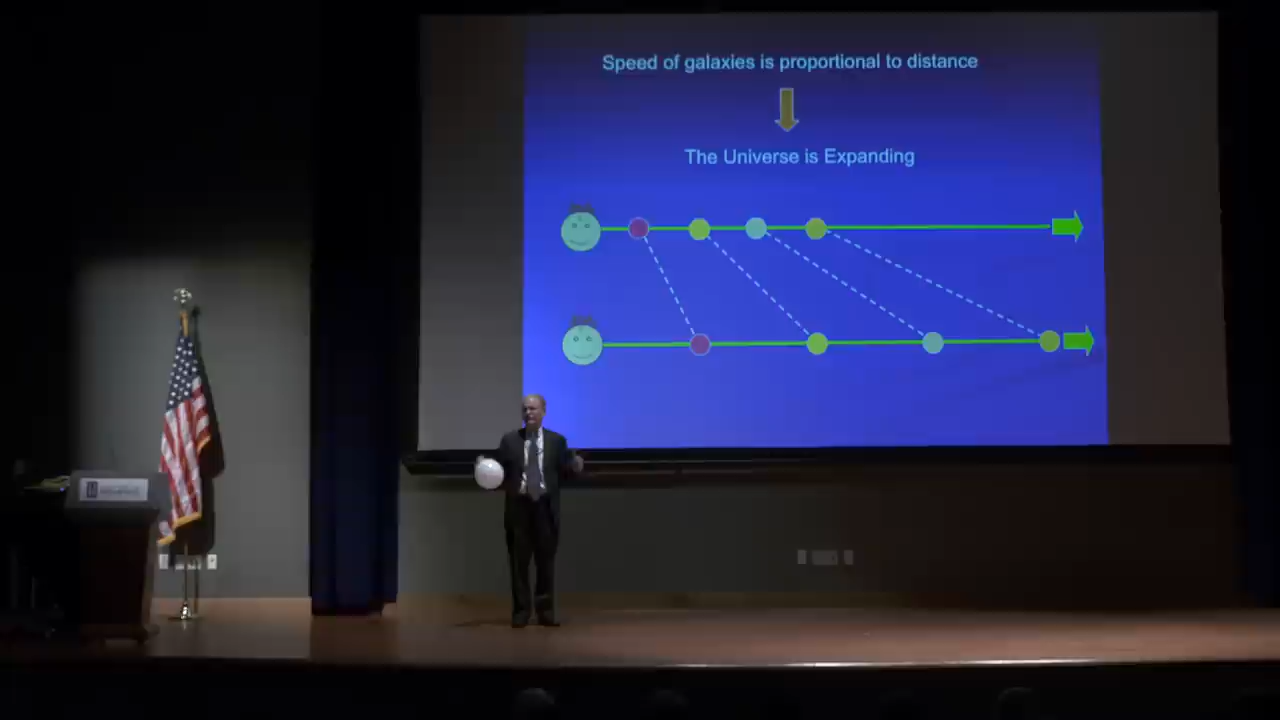 Speed of galaxies is proportional to distance
The Universe is Expanding